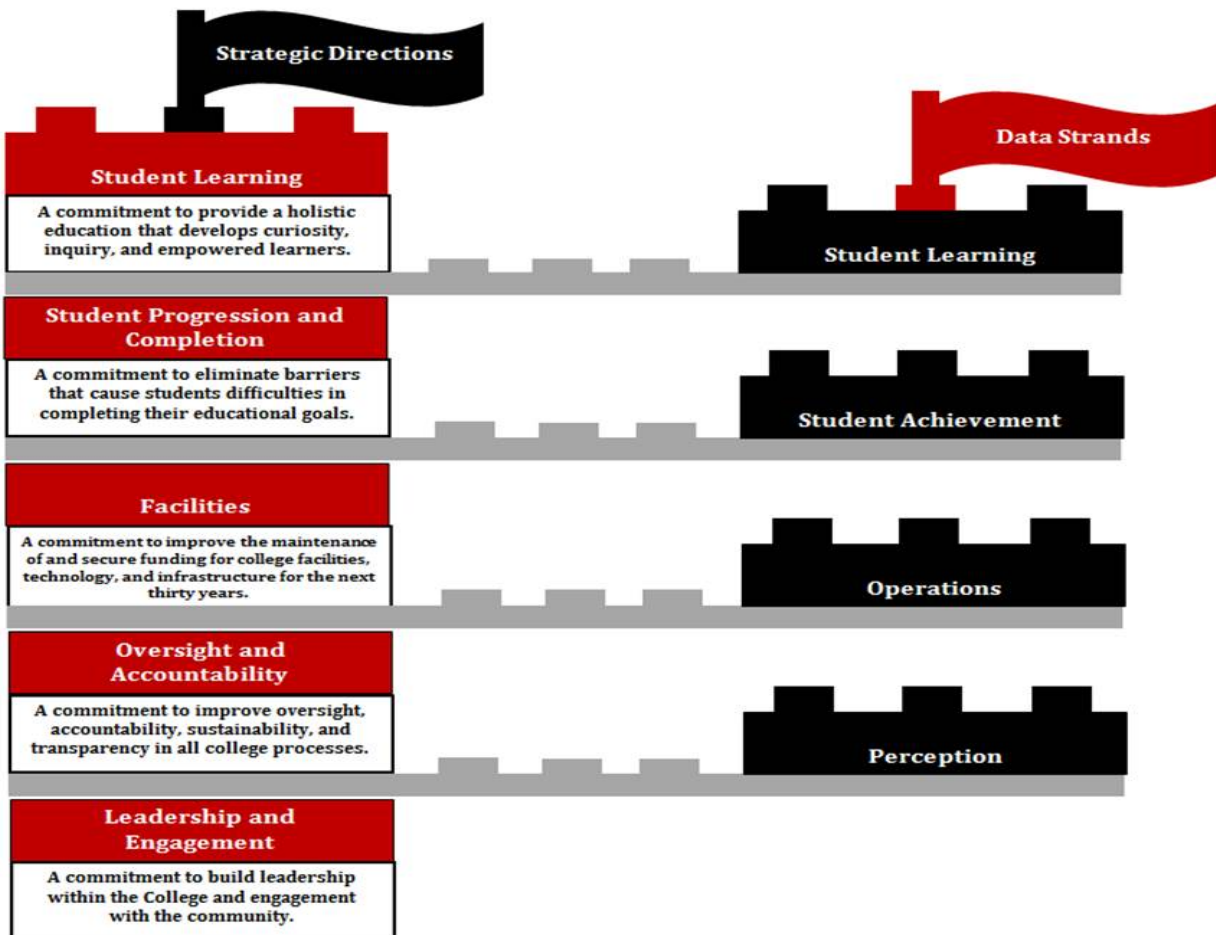 Strategic Directions
Student Learning
A commitment to provide a holistic
education that develops curiosity,
inquiry, and empowered learners.
Student Progression and
Completion
A commitment to eliminate barriers
that cause students difficulties in
completing their educational goals.
Facilities
A commitment to improve the maintenance
of and secure funding for college facilities,
technology, and infrastructure for the next
thirty years.
Oversight and
Accountability
A commitment to improve oversight,
accountability, sustainability, and
transparency in all college processes.
Leadership and
Engagement
A commitment to build leadership
within the College and engagement
with the community.
Data Strands
Student Learning
Student Achievement
Operations
Perception